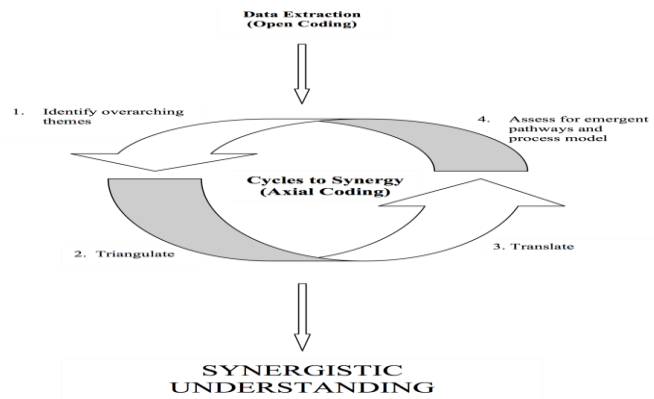 Data Extraction
(Open Coding)
1. Identify overarching
themes
4. Assess for emergent
pathways and
process model
Cycles to Synergy
(Axial Coding)
2. Triangulate
3. Translate
SYNERGISTIC
UNDERSTANDING